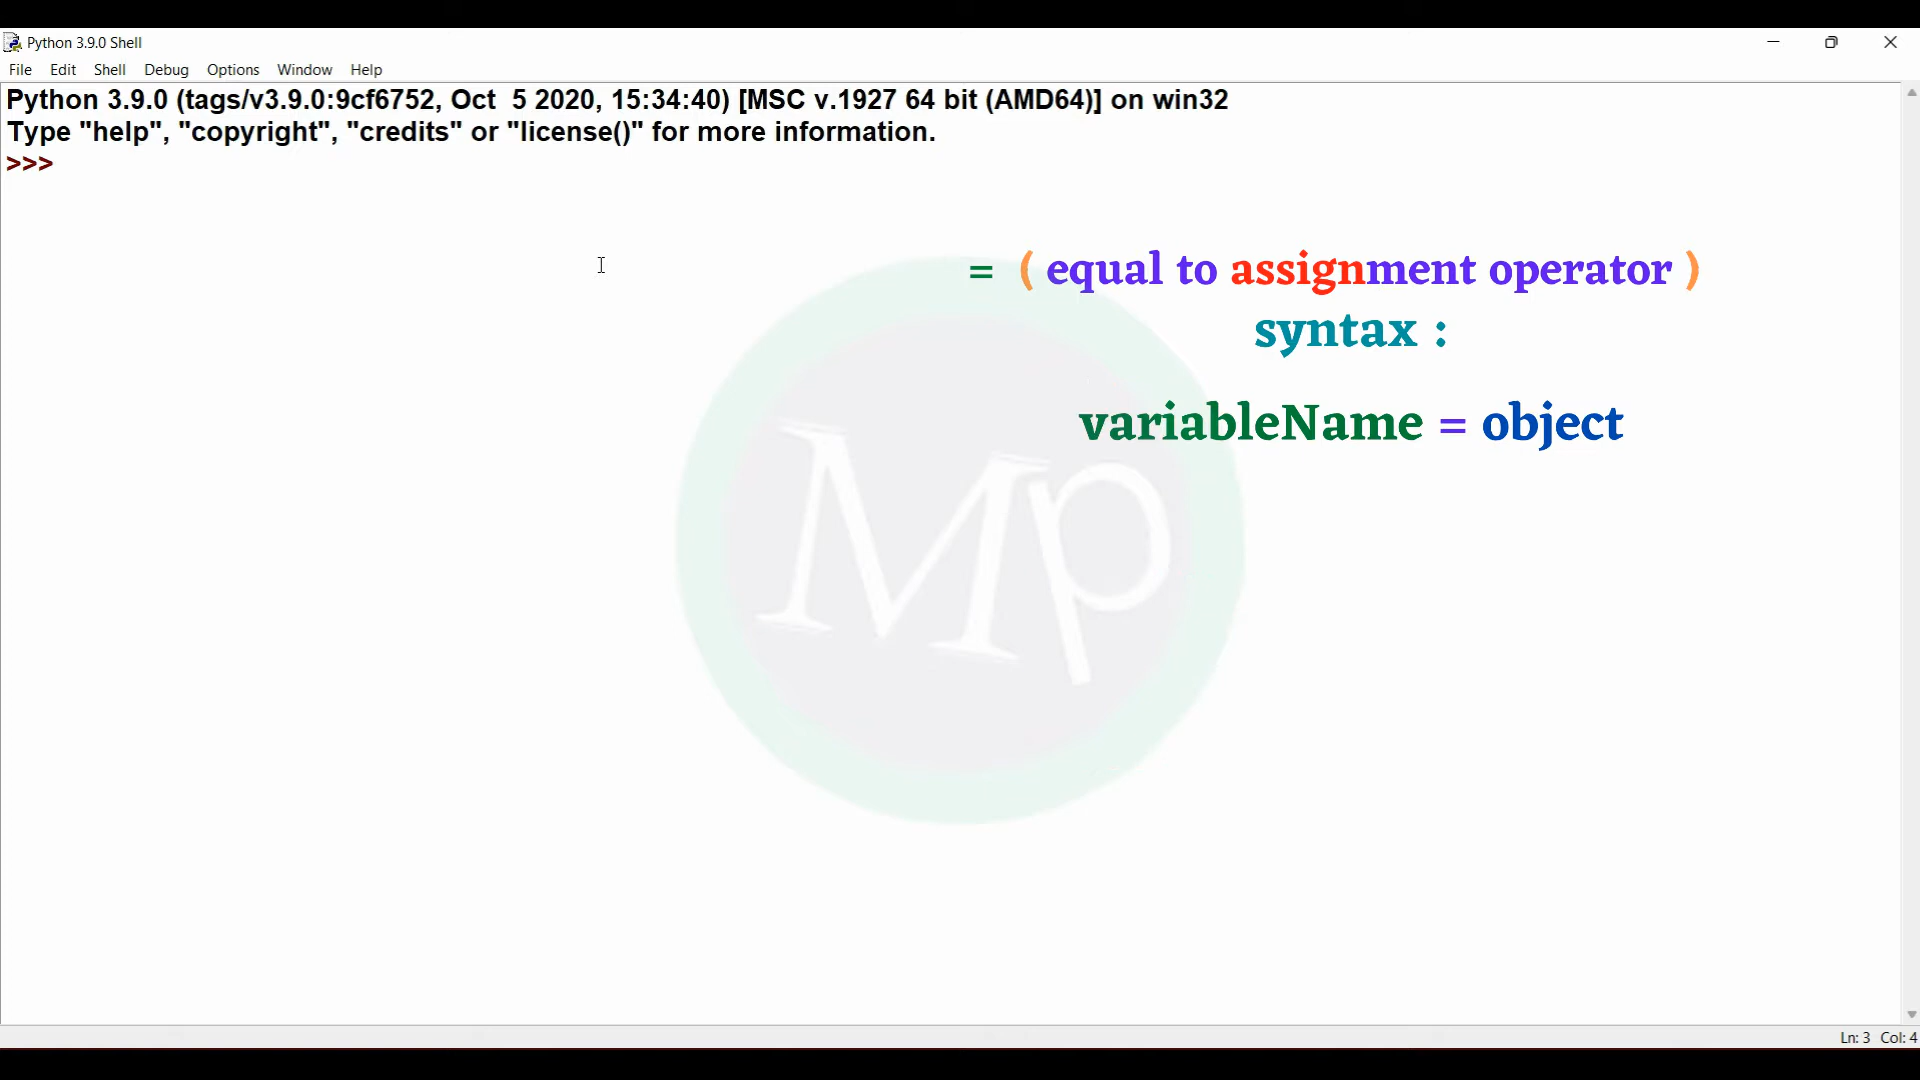 Python 3.9.0 Shell
File Edit Shell Debug Options Window Help
Python 3.9.0 (tags/v3.9.0:9cf6752, Oct  5 2020, 15:34:40) [MSC v.1927 64 bit (AMD64)] on win32
Type "help", "copyright", "credits" or "license()" for more information.
>>>
= ( equal to assignment operator )
syntax :
variableName = object
Mp
Ln: 3 Col: 4